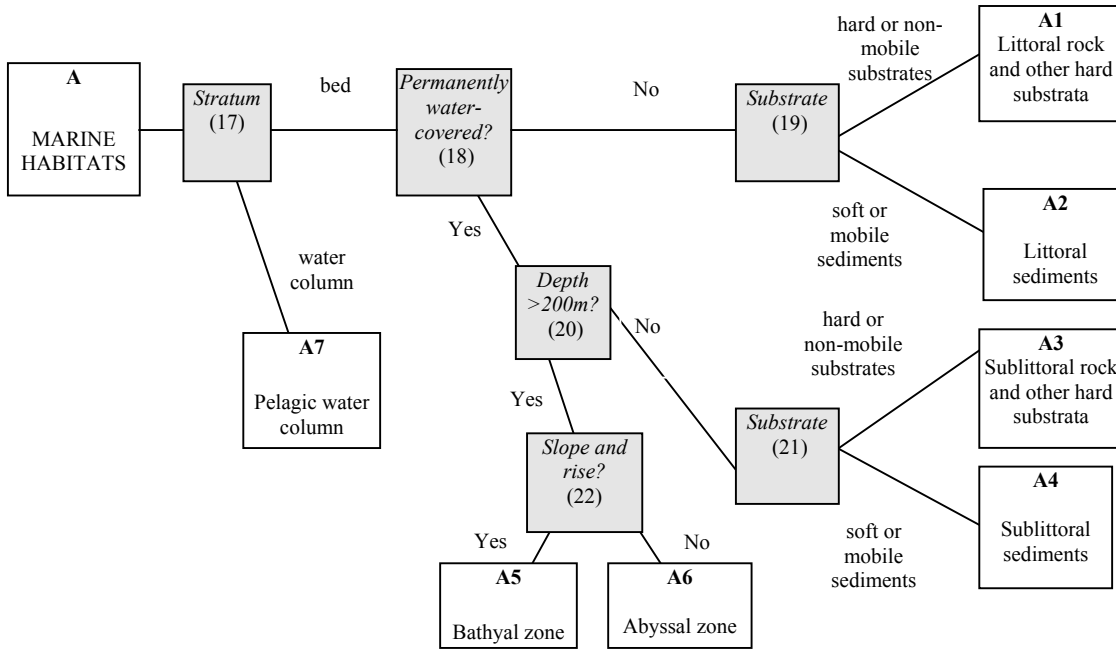 A
MARINE
HABITATS
Stratum
(17)
bed
Permanently
water-
covered?
(18)
No
Substrate
(19)
hard or non-
mobile
substrates
A1
Littoral rock
and other hard
substrata
soft or
mobile
sediments
A2
Littoral
sediments
water
column
A7
Pelagic water
column
Yes
Depth
>200m?
(20)
No
Substrate
(21)
hard or
non-mobile
substrates
A3
Sublittoral rock
and other hard
substrata
soft or
mobile
sediments
A4
Sublittoral
sediments
Yes
Slope and
rise?
(22)
Yes
A5
Bathyal zone
No
A6
Abyssal zone